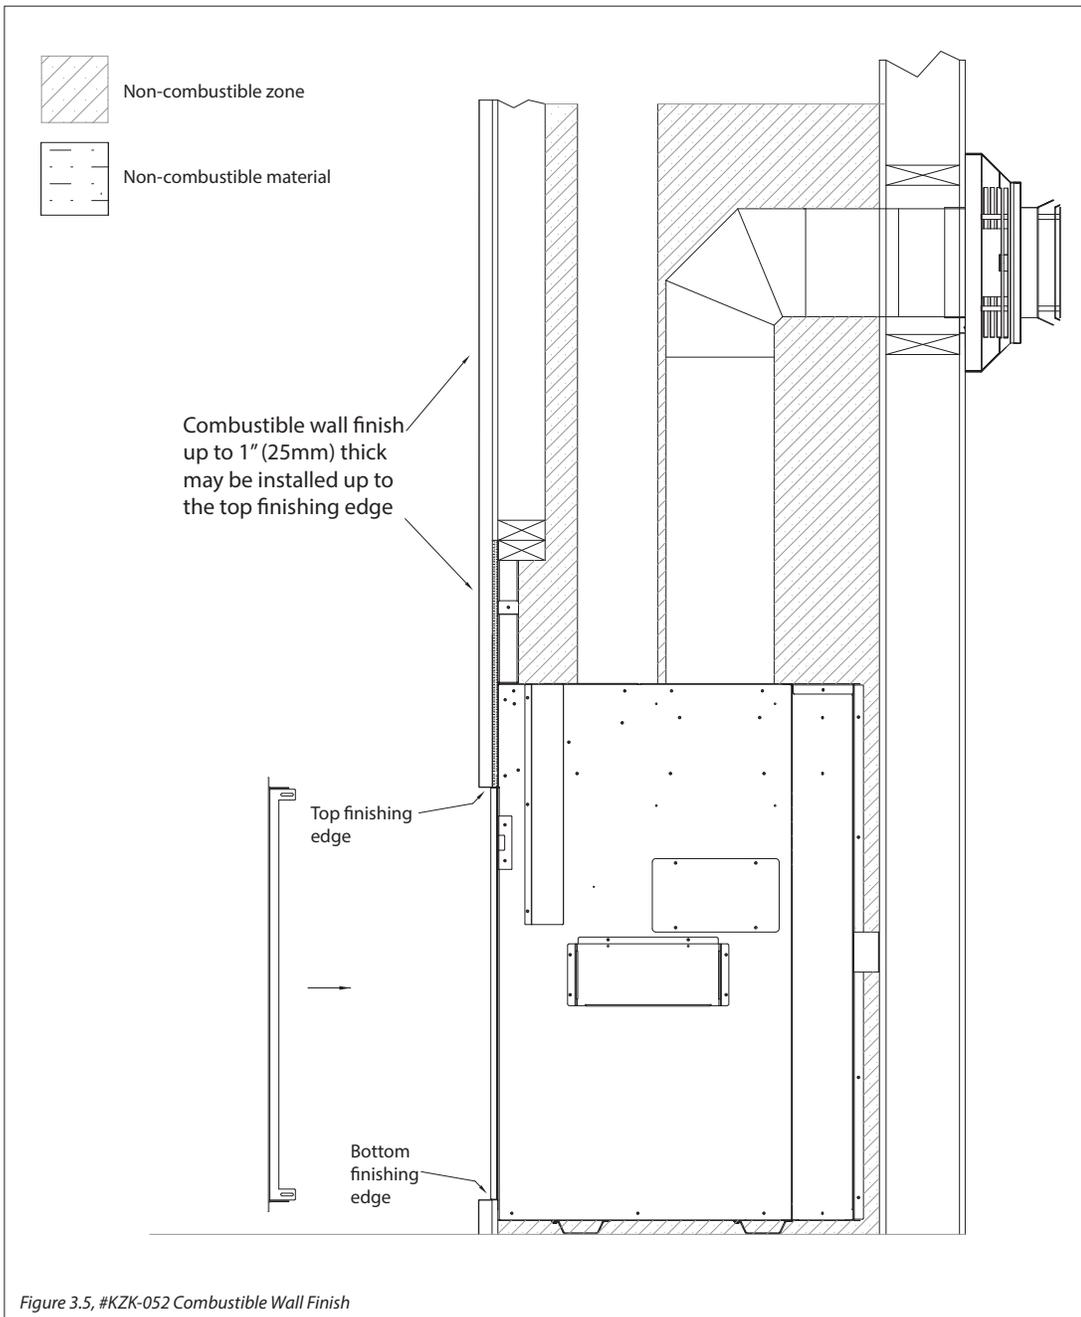 Non-combustible zone
Non-combustible material
Combustible wall finish
up to 1" (25mm) thick
may be installed up to
the top finishing edge
Top finishing
edge
Bottom
finishing
edge
Figure 3.5, #KZK-052 Combustible Wall Finish